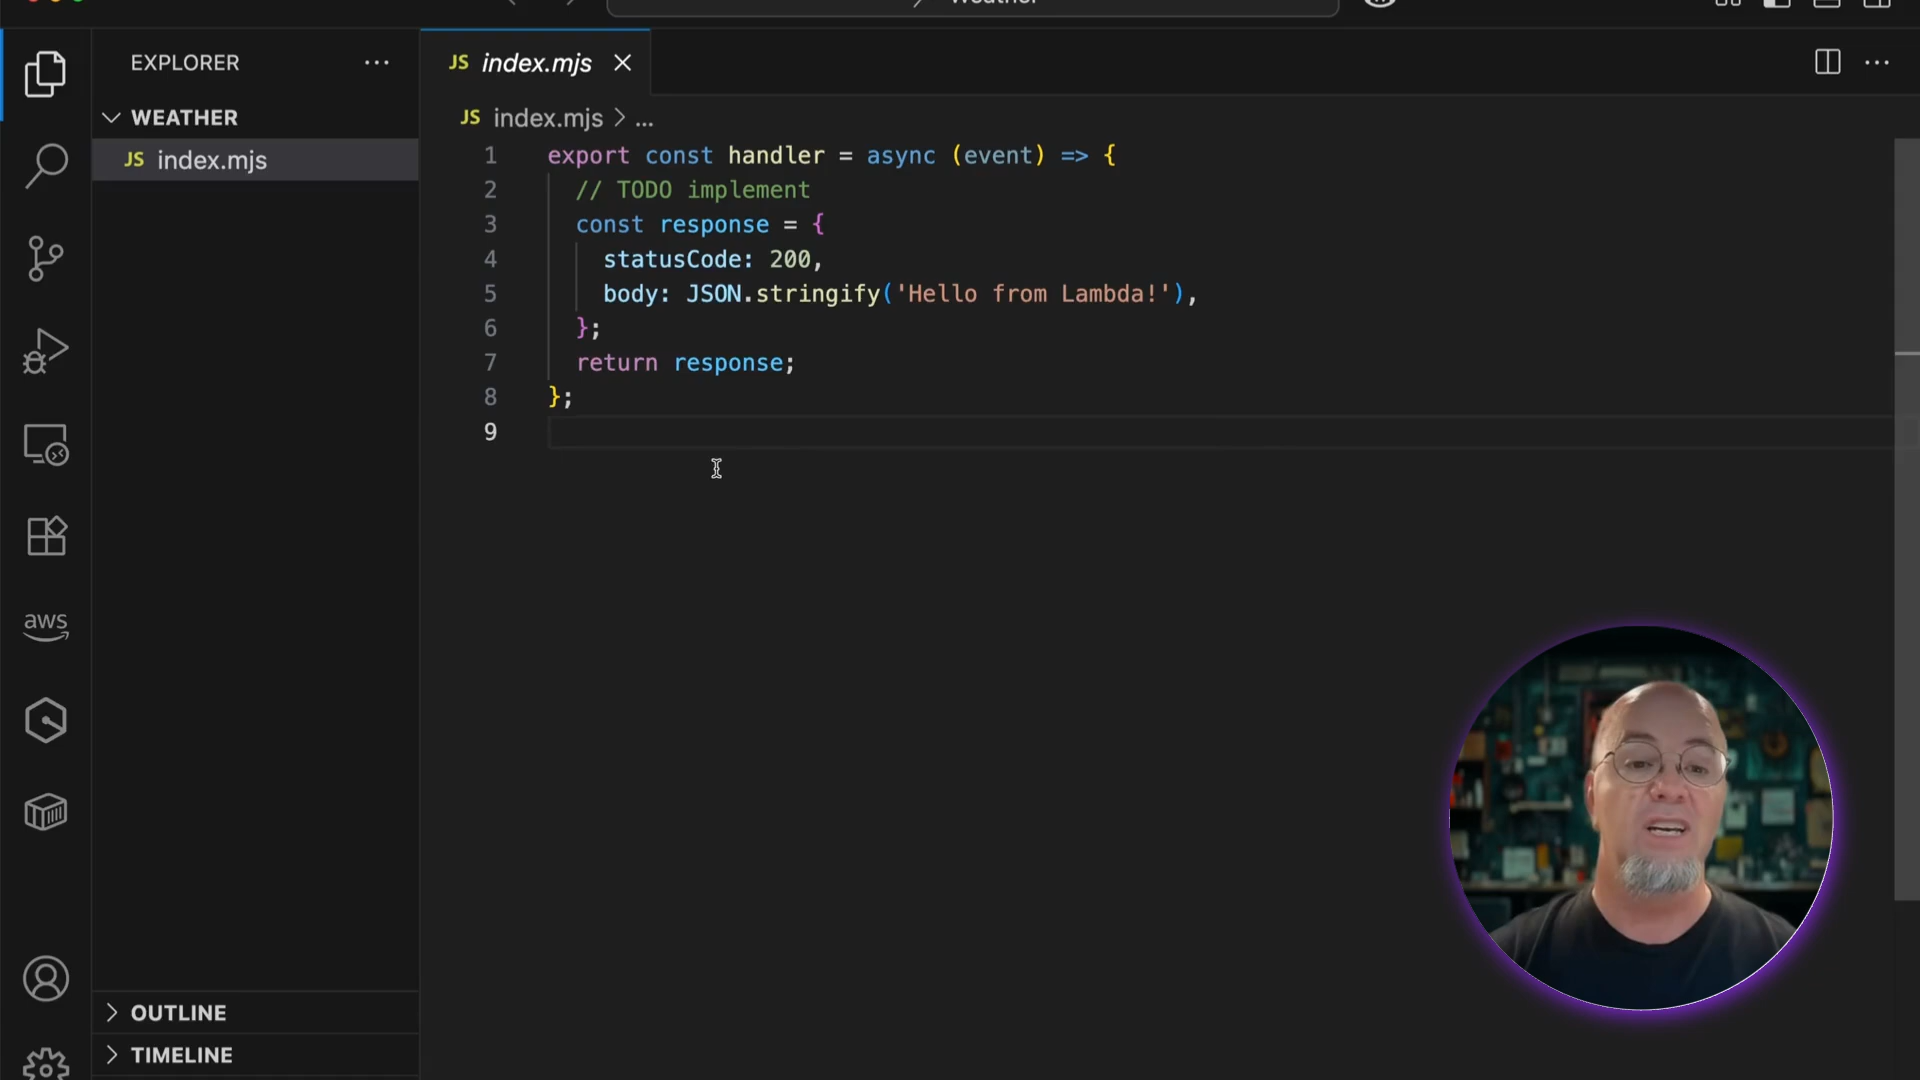 Weather
EXPLORER
WEATHER
JS index.mjs
aws
OUTLINE
TIMELINE
JS index.mjs
JS index.mjs > ...
1 export const handler = async (event) => {
2 // TODO implement
3 const response = {
4 statusCode: 200,
5 body: JSON.stringify('Hello from Lambda!'),
6 };
7 return response;
8 };
9